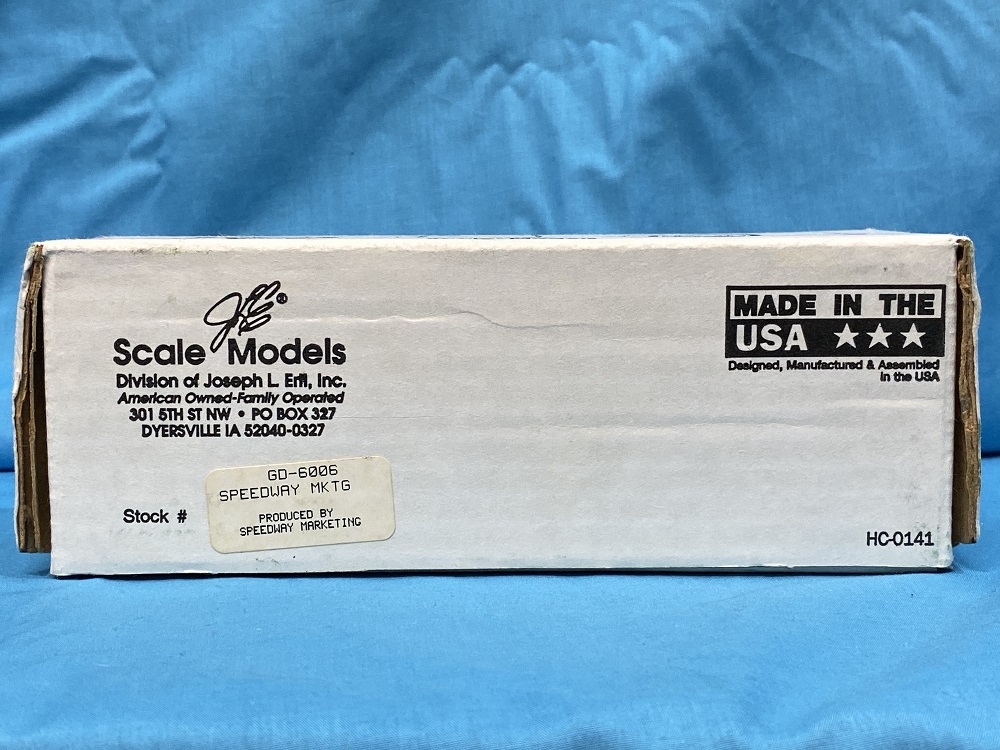 JLE®
Scale Models
Division of Joseph L. Ertl, Inc.
American Owned-Family Operated
301 5TH ST NW • PO BOX 327
DYERSVILLE IA 52040-0327
Stock #
GD-6006
SPEEDWAY MKTG
PRODUCED BY
SPEEDWAY MARKETING
MADE IN THE
USA ★★★
Designed, Manufactured & Assembled
in the USA
HC-0141